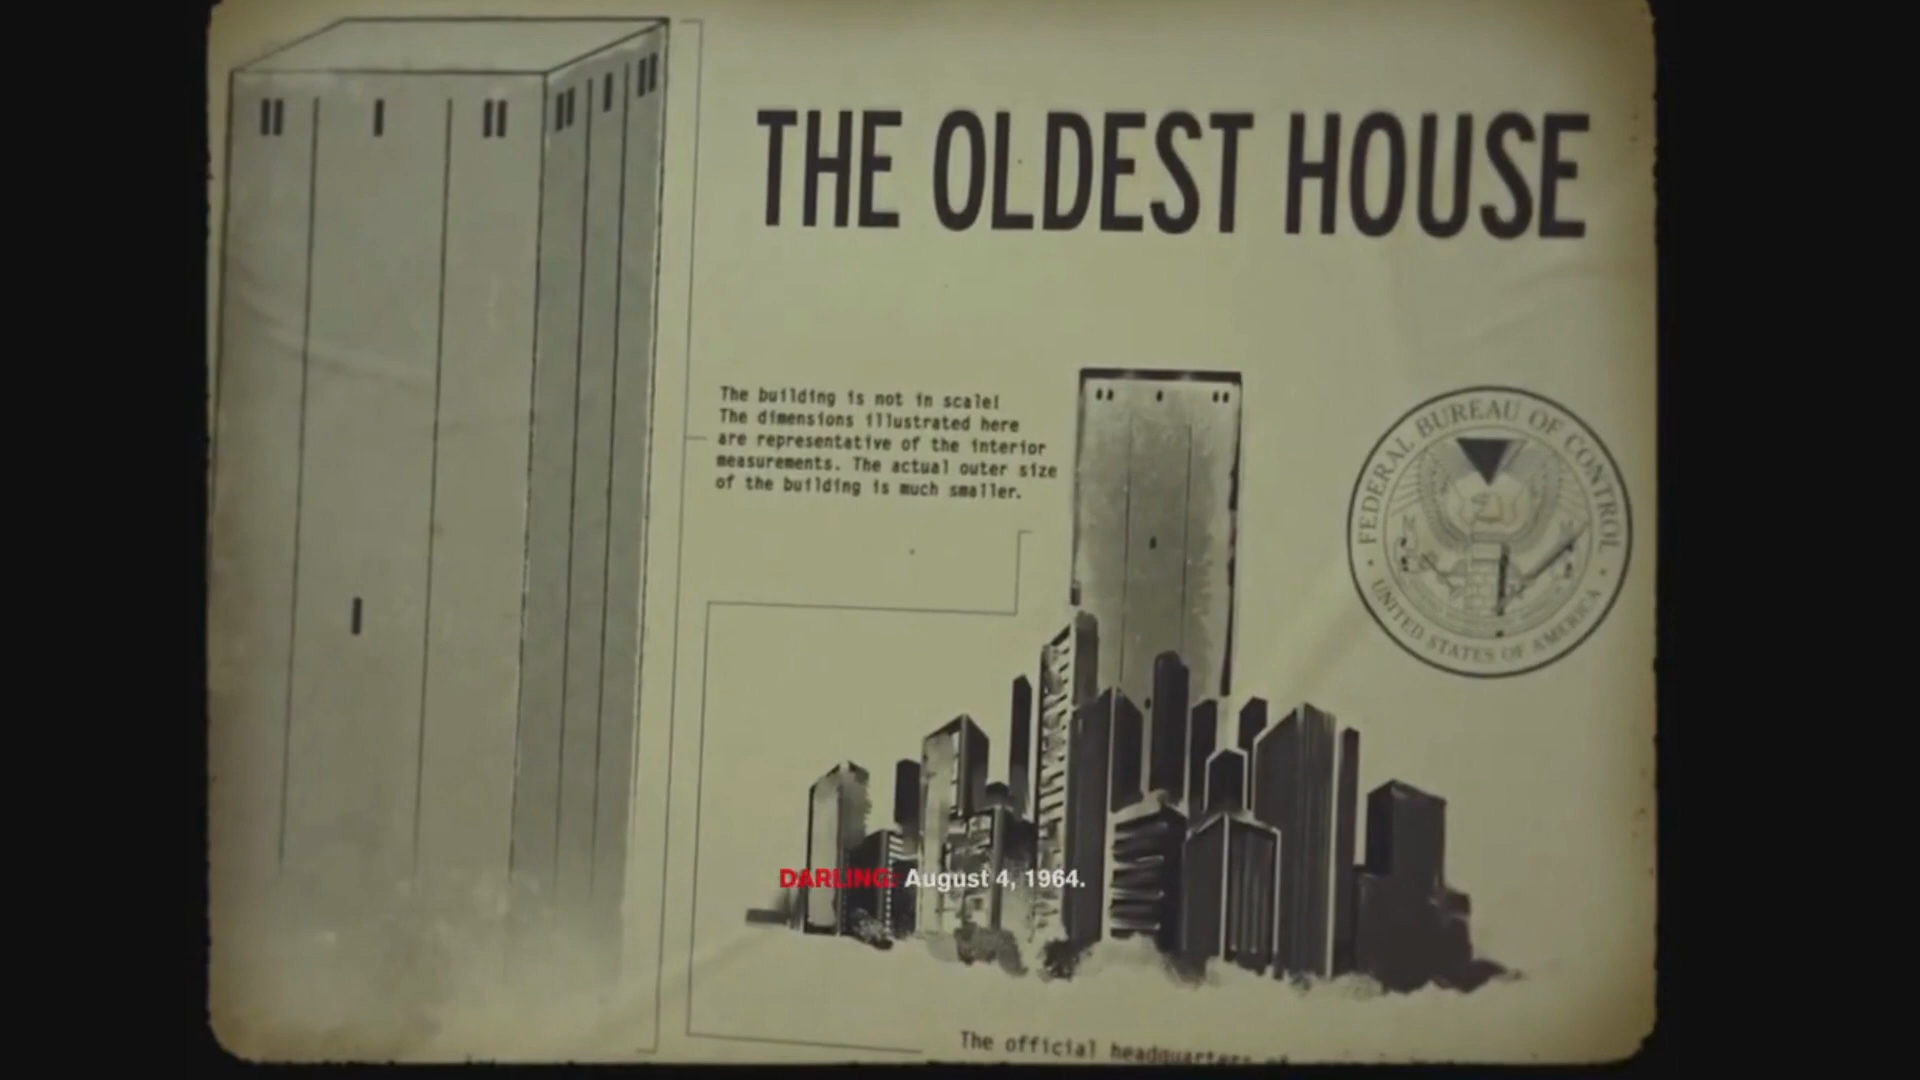 THE OLDEST HOUSE
The building is not in scale!
The dimensions illustrated here
are representative of the interior
measurements. The actual outer size
of the building is much smaller.
FEDERAL BUREAU OF CONTROL
• UNITED STATES OF AMERICA •
DARLING: August 4, 1964.
The official headquarters of